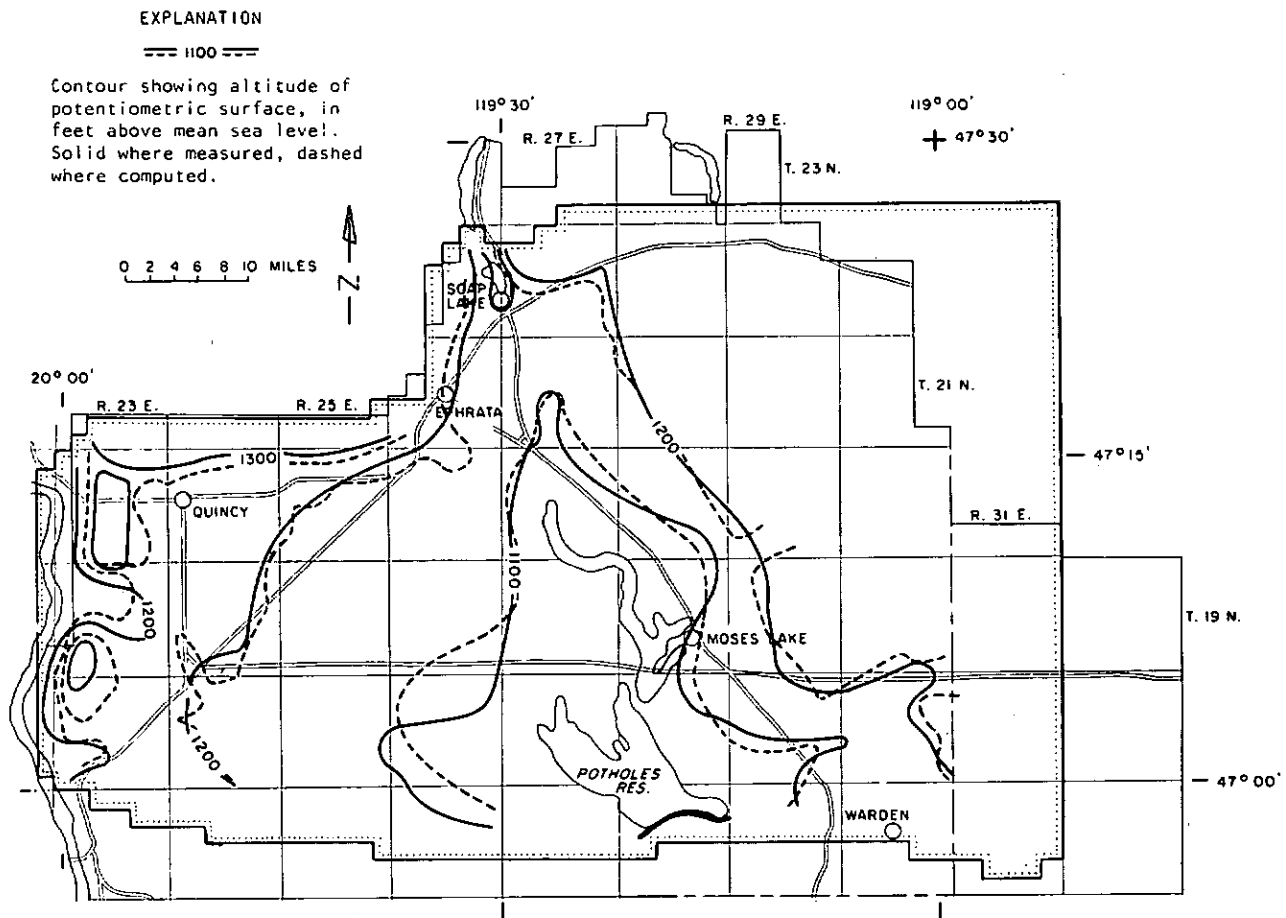 EXPLANATION
1100
Contour showing altitude of
potentiometric surface, in
feet above mean sea level.
Solid where measured, dashed
where computed.
0 2 4 6 8 10 MILES
N
119° 30'
119° 00'
47° 30'
R. 27 E.
R. 29 E.
T. 23 N.
SOAP
LAKE
20° 00'
R. 23 E.
R. 25 E.
EPHRATA
T. 21 N.
1200
1300
47° 15'
QUINCY
R. 31 E.
1100
1200
T. 19 N.
MOSES LAKE
1200
POTHOLES
RES.
47° 00'
WARDEN